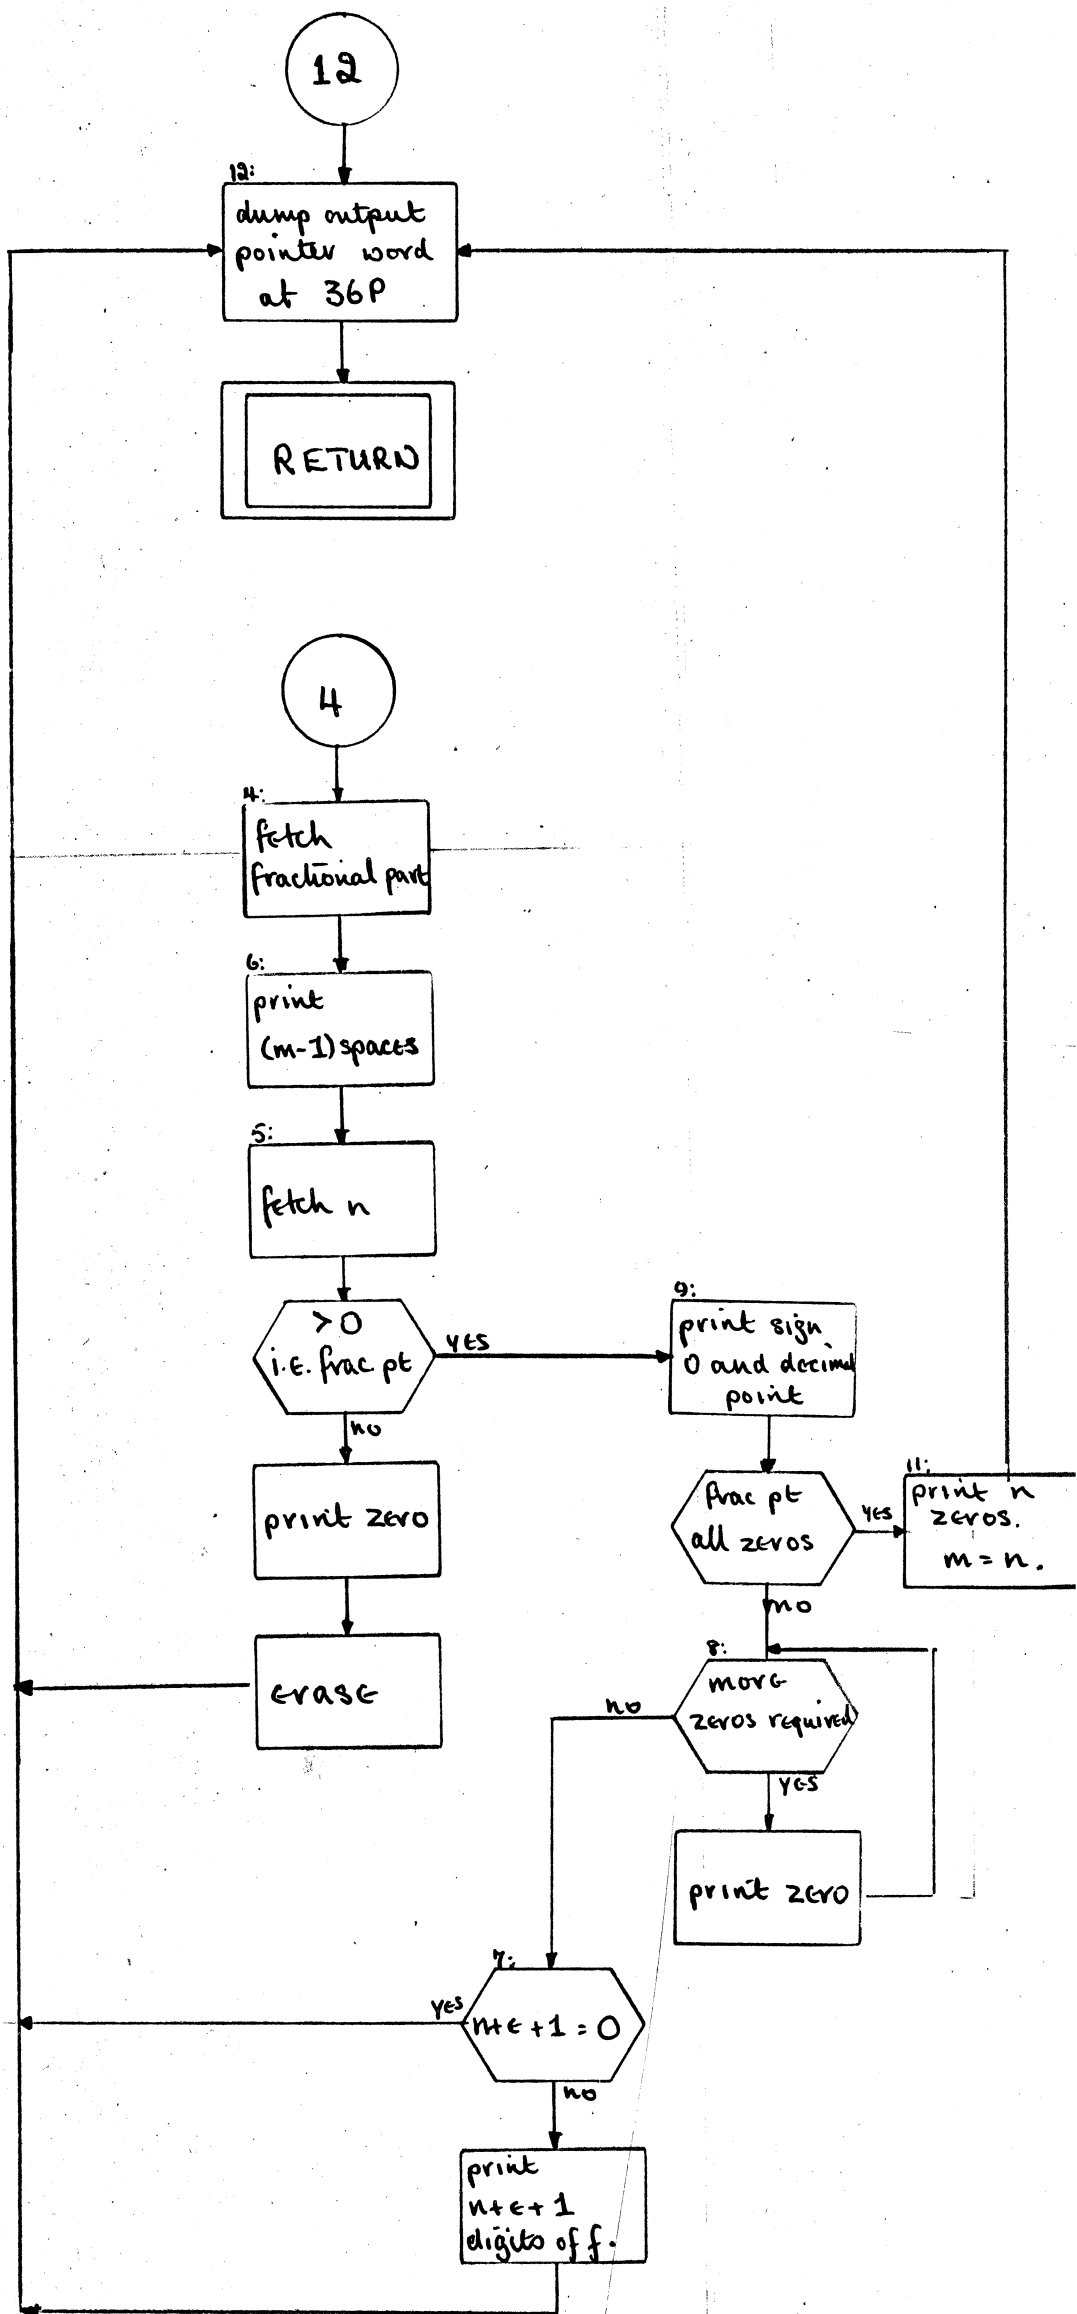 12
12:
dump output
pointer word
at 36P
RETURN
4
4:
fetch
fractional part
6:
print
(m-1) spaces
5:
fetch n
>0
i.e. frac pt
YES
no
print zero
erase
9:
print sign
0 and decimal
point
frac pt
all zeros
YES
no
11:
print n
zeros.
m = n.
8:
more
zeros required
no
YES
print zero
7:
n+e+1=0
YES
no
print
n+e+1
digits of f.